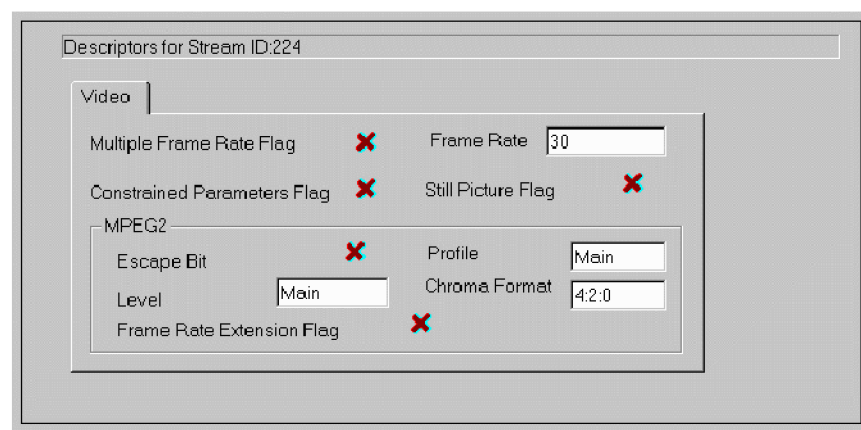 Descriptors for Stream ID:224
Video
Multiple Frame Rate Flag
Frame Rate 30
Constrained Parameters Flag
Still Picture Flag
MPEG2
Escape Bit
Profile Main
Level Main
Chroma Format 4:2:0
Frame Rate Extension Flag